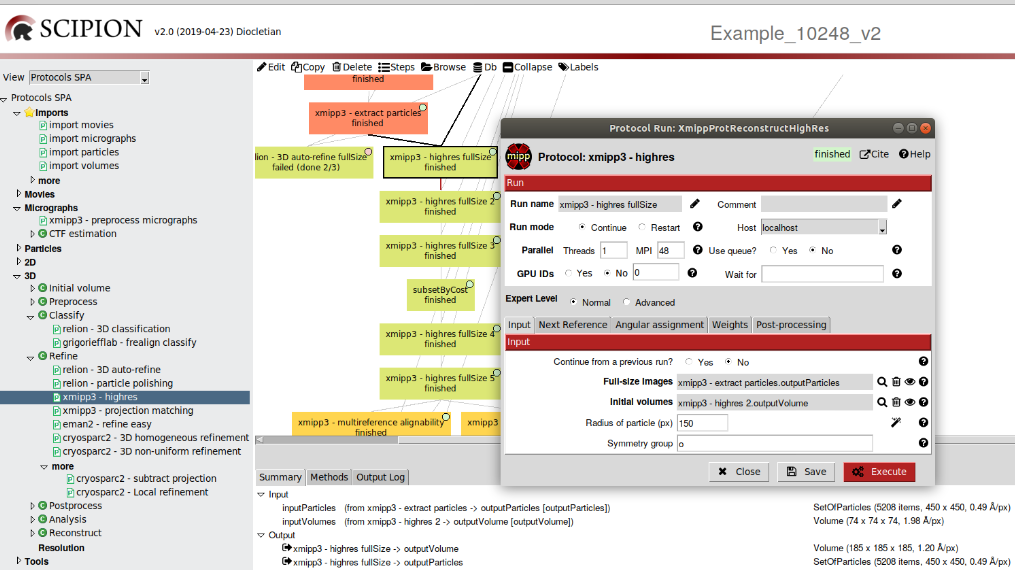 SCIPION v2.0 (2019-04-23) Diocletian
Example_10248_v2
View Protocols SPA
Protocols SPA
Imports
import movies
import micrographs
import particles
import volumes
more
Movies
Micrographs
xmipp3 - preprocess micrographs
CTF estimation
Particles
2D
3D
Initial volume
Preprocess
Classify
relion - 3D classification
grigoriefflab - frealign classify
Refine
relion - 3D auto-refine
relion - particle polishing
xmipp3 - highres
xmipp3 - projection matching
eman2 - refine easy
cryosparc2 - 3D homogeneous refinement
cryosparc2 - 3D non-uniform refinement
more
cryosparc2 - subtract projection
cryosparc2 - Local refinement
Postprocess
Analysis
Reconstruct
Resolution
Tools
Edit Copy Delete Steps Browse Db Collapse Labels
finished
xmipp3 - extract particles
finished
lion - 3D auto-refine fullSize
failed (done 2/3)
xmipp3 - highres fullSize
finished
xmipp3 - highres fullSize 2
finished
xmipp3 - highres fullSize 3
finished
subsetByCost
finished
xmipp3 - highres fullSize 4
finished
xmipp3 - highres fullSize 5
finished
xmipp3 - multireference alignability
finished
xmipp3
Protocol Run: XmippProtReconstructHighRes
mipp Protocol: xmipp3 - highres finished Cite Help
Run
Run name xmipp3 - highres fullSize Comment
Run mode Continue Restart Host localhost
Parallel Threads 1 MPI 48 Use queue? Yes No
GPU IDs Yes No 0 Wait for
Expert Level Normal Advanced
Input Next Reference Angular assignment Weights Post-processing
Input
Continue from a previous run? Yes No
Full-size Images xmipp3 - extract particles.outputParticles
Initial volumes xmipp3 - highres 2.outputVolume
Radius of particle (px) 150
Symmetry group o
Close Save Execute
Summary Methods Output Log
Input
inputParticles (from xmipp3 - extract particles -> outputParticles [outputParticles]) SetOfParticles (5208 items, 450 x 450, 0.49 Å/px)
inputVolumes (from xmipp3 - highres 2 -> outputVolume [outputVolume]) Volume (74 x 74 x 74, 1.98 Å/px)
Output
xmipp3 - highres fullSize -> outputVolume Volume (185 x 185 x 185, 1.20 Å/px)
xmipp3 - highres fullSize -> outputParticles SetOfParticles (5208 items, 450 x 450, 0.49 Å/px)